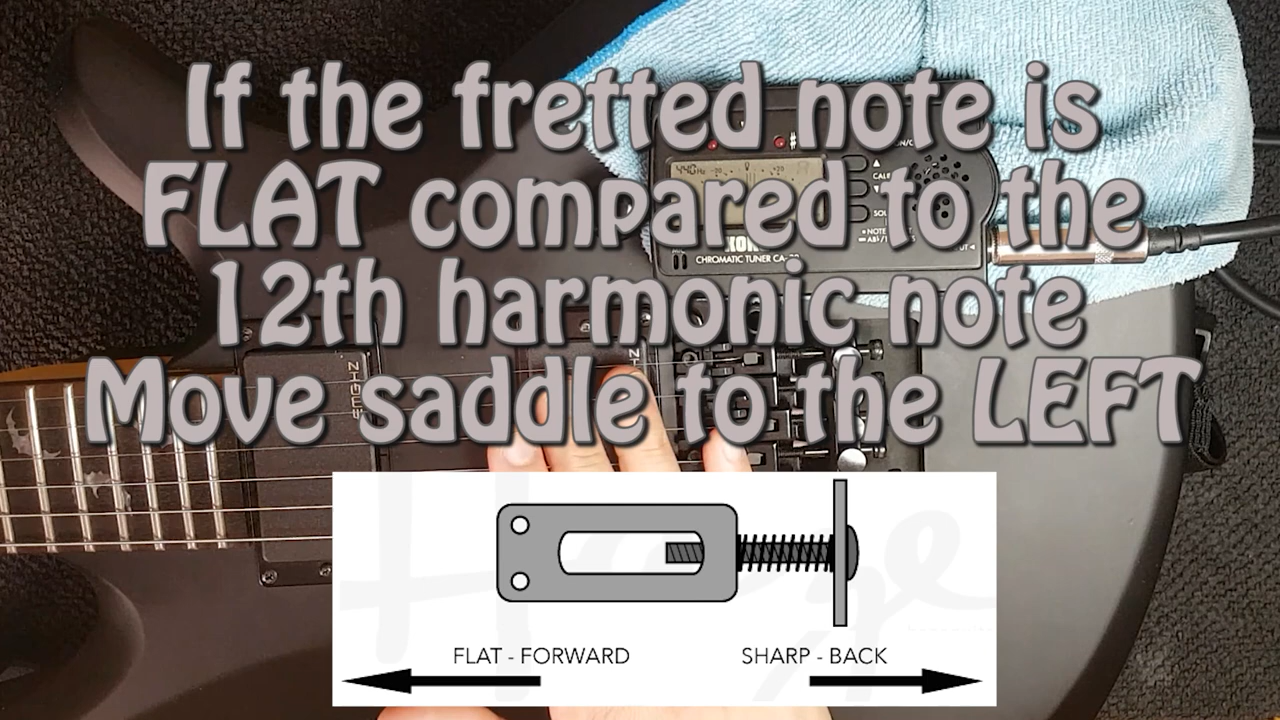 If the fretted note is
FLAT compared to the
12th harmonic note
Move saddle to the LEFT
440Hz
KORG
CHROMATIC TUNER
FLAT - FORWARD
SHARP - BACK